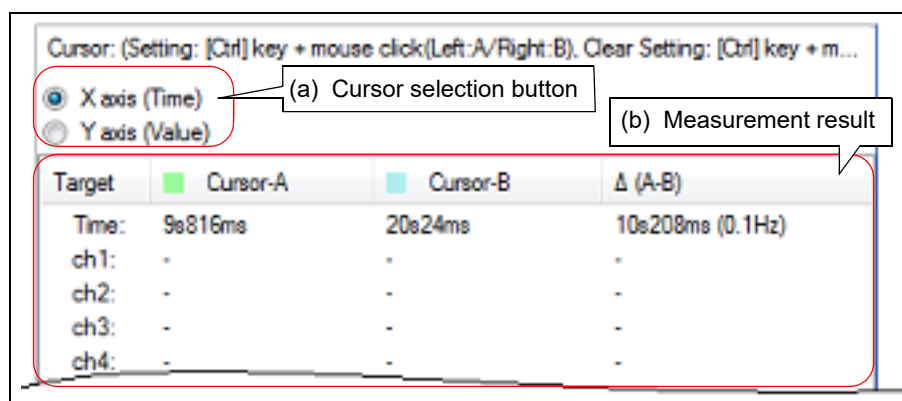 Cursor: (Setting: [Ctrl] key + mouse click(Left:A/Right:B), Clear Setting: [Ctrl] key + m...
X axis (Time)
(a) Cursor selection button
Y axis (Value)
(b) Measurement result
Target Cursor-A Cursor-B Δ (A-B)
Time: 9s816ms 20s24ms 10s208ms (0.1Hz)
ch1: - - -
ch2: - - -
ch3: - - -
ch4: - - -